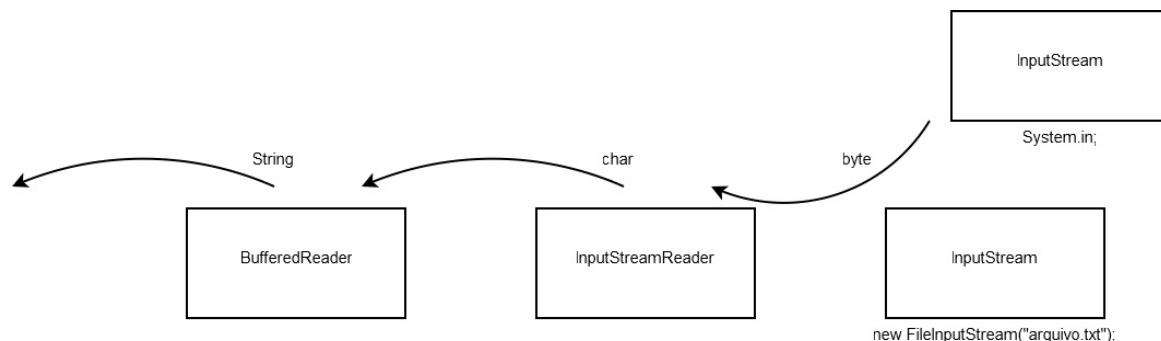 InputStream
System.in;
String
char
byte
BufferedReader
InputStreamReader
InputStream
new FileInputStream("arquivo.txt");